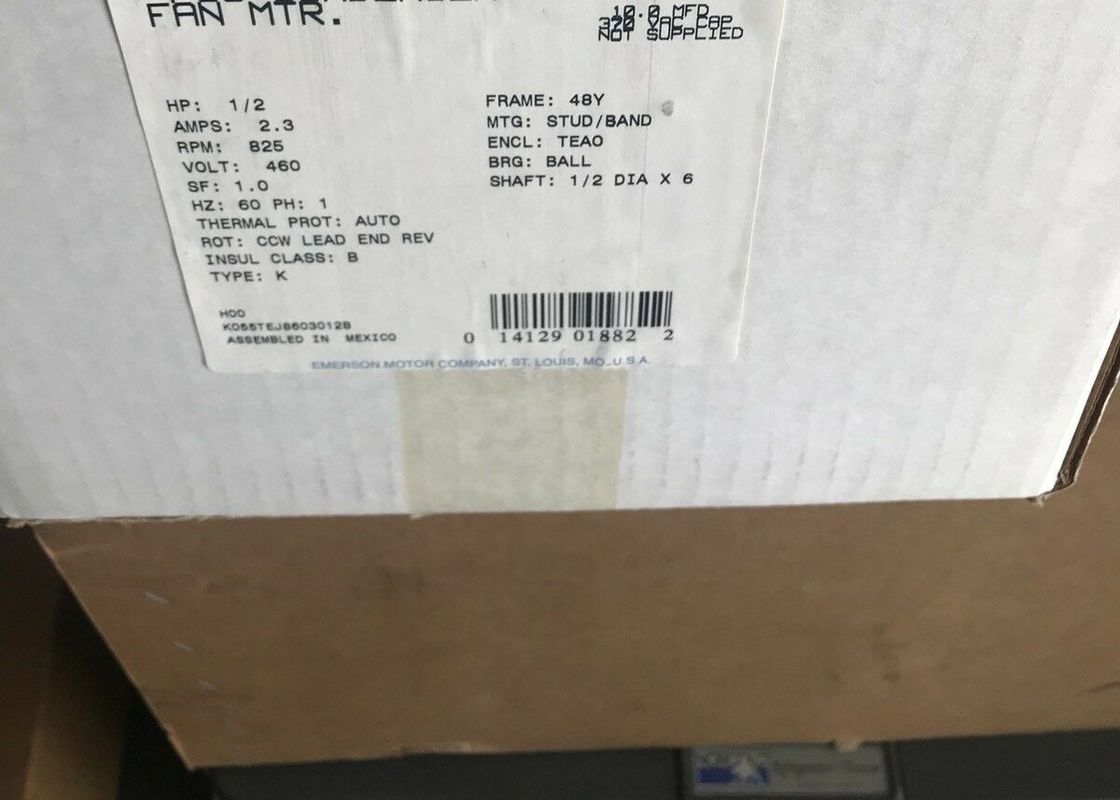 FAN MTR.
10.0 MFD
370 VAC CAP
NOT SUPPLIED
HP: 1/2
AMPS: 2.3
RPM: 825
VOLT: 460
SF: 1.0
HZ: 60 PH: 1
THERMAL PROT: AUTO
ROT: CCW LEAD END REV
INSUL CLASS: B
TYPE: K
FRAME: 48Y
MTG: STUD/BAND
ENCL: TEAO
BRG: BALL
SHAFT: 1/2 DIA X 6
H00
K055TEJ8603012B
ASSEMBLED IN MEXICO
0 14129 01882 2
EMERSON MOTOR COMPANY, ST. LOUIS, MO. U.S.A.